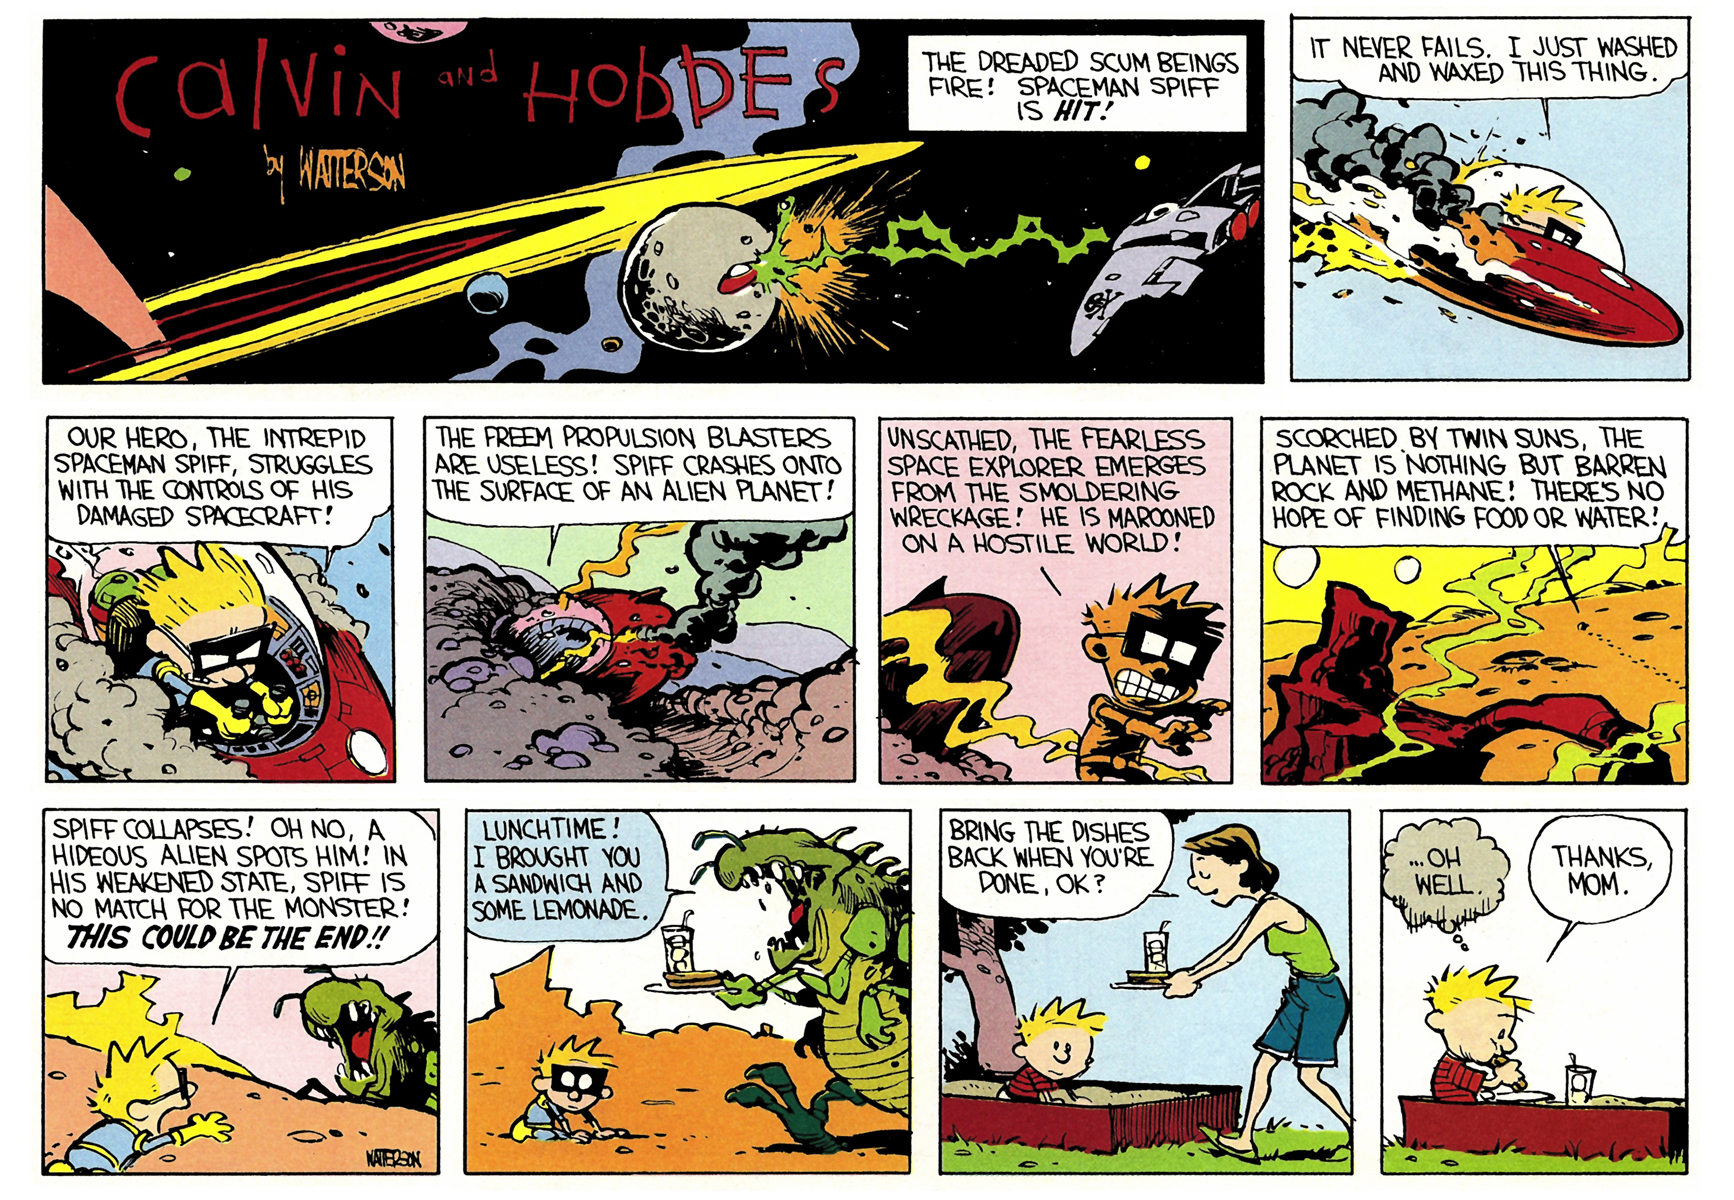 Calvin and HobbEs
by WATTERSON
THE DREADED SCUM BEINGS
FIRE! SPACEMAN SPIFF
IS HIT!
IT NEVER FAILS. I JUST WASHED
AND WAXED THIS THING.
OUR HERO, THE INTREPID
SPACEMAN SPIFF, STRUGGLES
WITH THE CONTROLS OF HIS
DAMAGED SPACECRAFT!
THE FREEM PROPULSION BLASTERS
ARE USELESS! SPIFF CRASHES ONTO
THE SURFACE OF AN ALIEN PLANET!
UNSCATHED, THE FEARLESS
SPACE EXPLORER EMERGES
FROM THE SMOLDERING
WRECKAGE! HE IS MAROONED
ON A HOSTILE WORLD!
SCORCHED BY TWIN SUNS, THE
PLANET IS NOTHING BUT BARREN
ROCK AND METHANE! THERE'S NO
HOPE OF FINDING FOOD OR WATER!
SPIFF COLLAPSES! OH NO, A
HIDEOUS ALIEN SPOTS HIM! IN
HIS WEAKENED STATE, SPIFF IS
NO MATCH FOR THE MONSTER!
THIS COULD BE THE END!!
WATTERSON
LUNCHTIME!
I BROUGHT YOU
A SANDWICH AND
SOME LEMONADE.
BRING THE DISHES
BACK WHEN YOU'RE
DONE, OK?
...OH
WELL.
THANKS,
MOM.